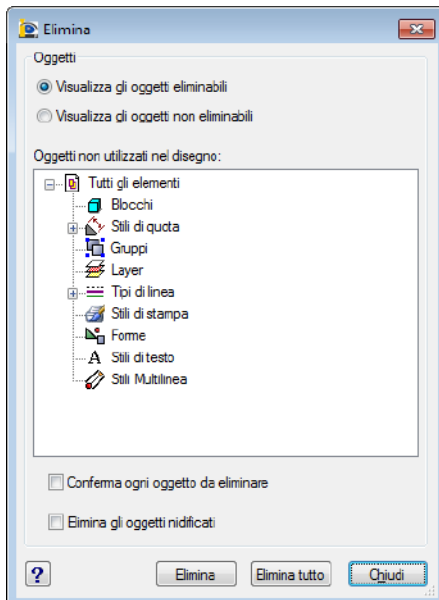 Elimina
Oggetti
Visualizza gli oggetti eliminabili
Visualizza gli oggetti non eliminabili
Oggetti non utilizzati nel disegno:
Tutti gli elementi
Blocchi
Stili di quota
Gruppi
Layer
Tipi di linea
Stili di stampa
Forme
A Stili di testo
Stili Multilinea
Conferma ogni oggetto da eliminare
Elimina gli oggetti nidificati
? Elimina Elimina tutto Chiudi